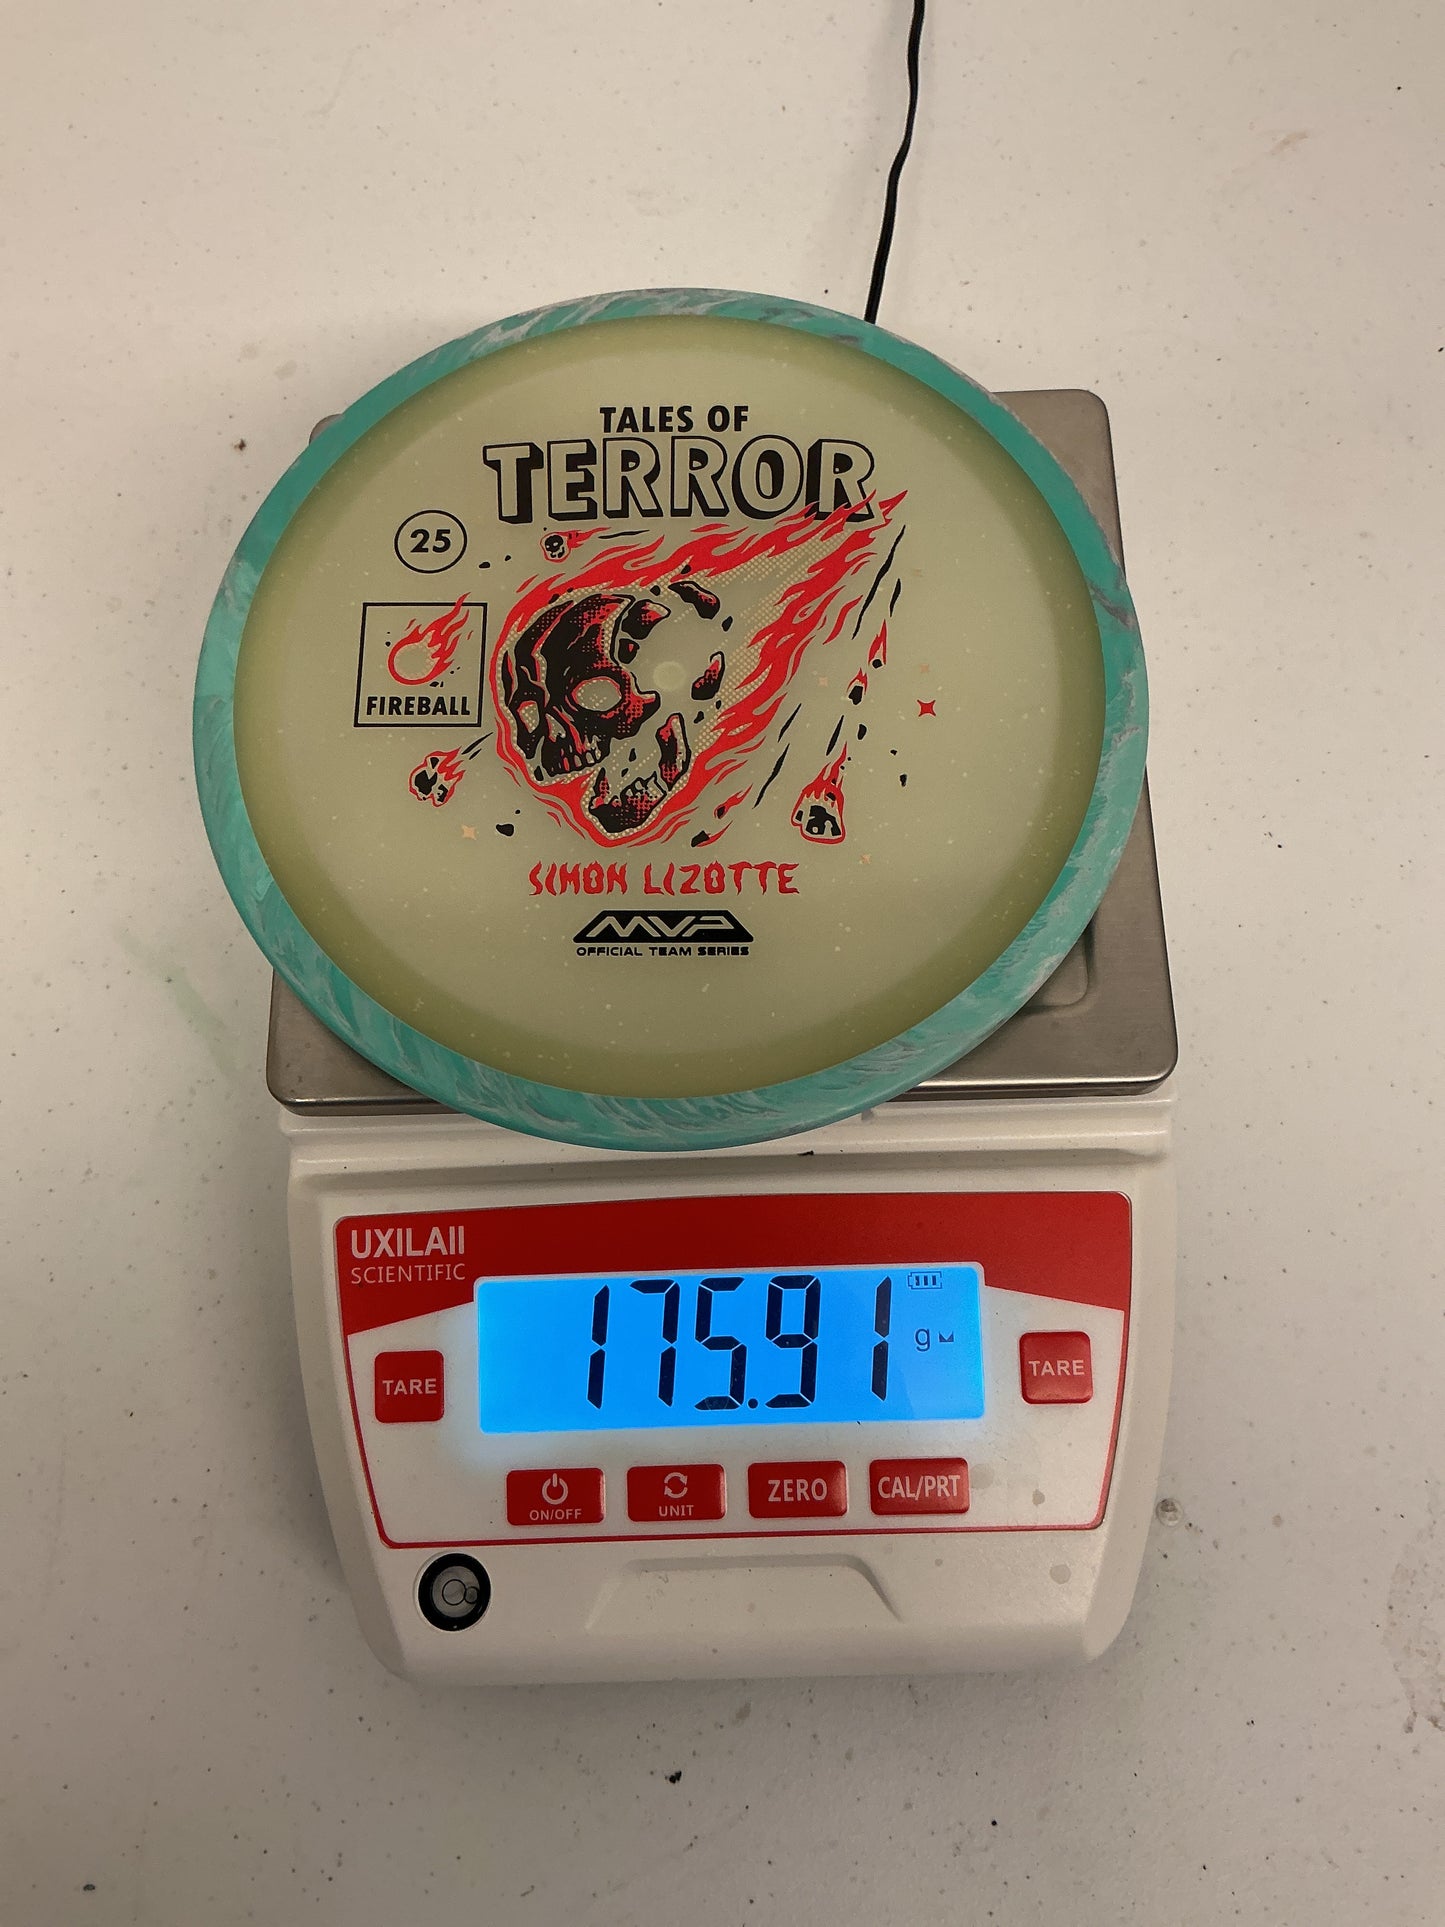 TALES OF
TERROR
25
FIREBALL
SIMON LIZOTTE
MVP
OFFICIAL TEAM SERIES
UXILAII
SCIENTIFIC
175.91
g
TARE
TARE
ON/OFF
UNIT
ZERO
CAL/PRT